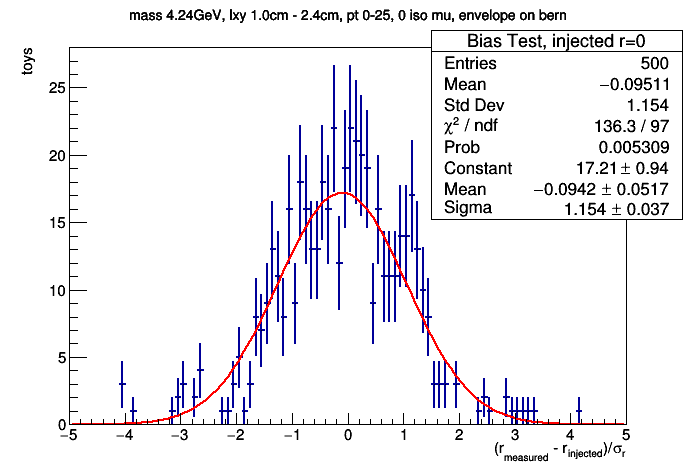 mass 4.24GeV, lxy 1.0cm - 2.4cm, pt 0-25, 0 iso mu, envelope on bern
toys
Bias Test, injected r=0
Entries 500
Mean −0.09511
Std Dev 1.154
χ² / ndf 136.3 / 97
Prob 0.005309
Constant 17.21 ± 0.94
Mean −0.0942 ± 0.0517
Sigma 1.154 ± 0.037
25
20
15
10
5
0
−5 −4 −3 −2 −1 0 1 2 3 4 5
(r_measured - r_injected)/σ_r